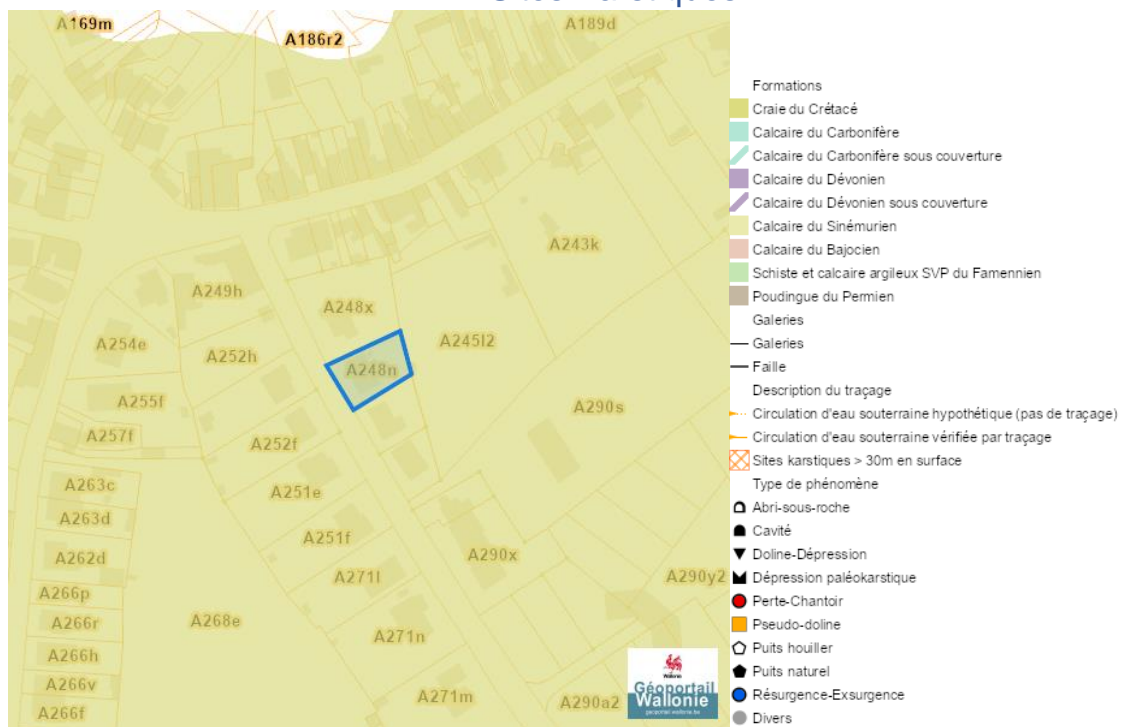 Sites karstiques
A169m
A186r2
A189d
A243k
A249h
A248x
A254e
A252h
A245l2
A248n
A255f
A290s
A257f
A252f
A263c
A251e
A263d
A251f
A262d
A290x
A271l
A290y2
A266p
A266r
A268e
A271n
A266h
A266v
A271m
A290a2
A266f
Wallonie
Géoportail
Wallonie
geoportail.wallonie.be
Formations
Craie du Crétacé
Calcaire du Carbonifère
Calcaire du Carbonifère sous couverture
Calcaire du Dévonien
Calcaire du Dévonien sous couverture
Calcaire du Sinémurien
Calcaire du Bajocien
Schiste et calcaire argileux SVP du Famennien
Poudingue du Permien
Galeries
Galeries
Faille
Description du traçage
Circulation d'eau souterraine hypothétique (pas de traçage)
Circulation d'eau souterraine vérifiée par traçage
Sites karstiques > 30m en surface
Type de phénomène
Abri-sous-roche
Cavité
Doline-Dépression
Dépression paléokarstique
Perte-Chantoir
Pseudo-doline
Puits houiller
Puits naturel
Résurgence-Exsurgence
Divers